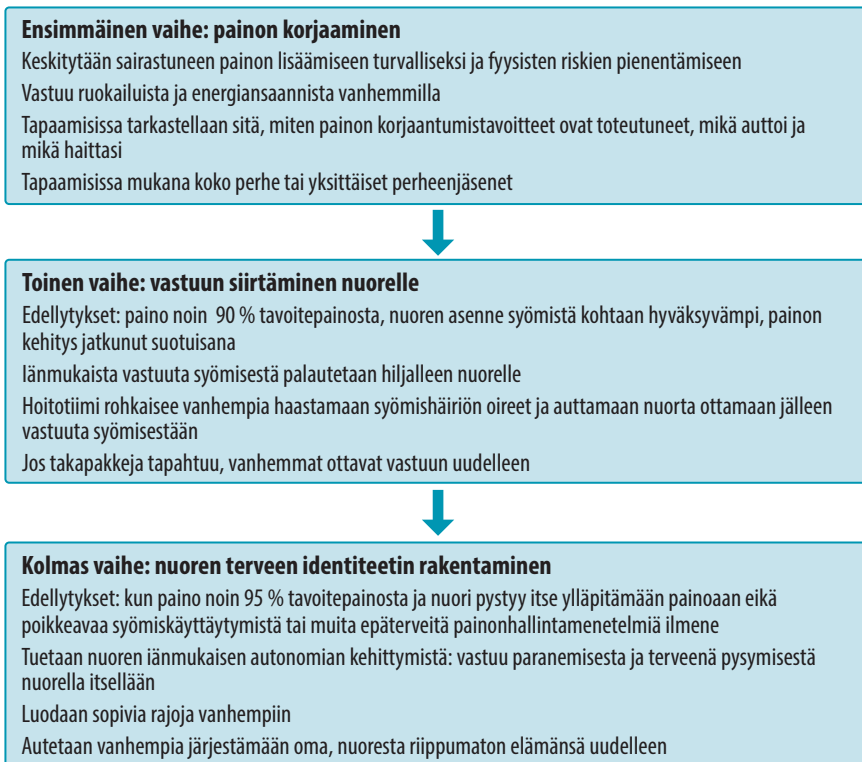 Ensimmäinen vaihe: painon korjaaminen
Keskitytään sairastuneen painon lisäämiseen turvalliseksi ja fyysisten riskien pienentämiseen
Vastuu ruokailuista ja energiansaannista vanhemmilla
Tapaamisissa tarkastellaan sitä, miten painon korjaantumistavoitteet ovat toteutuneet, mikä auttoi ja
mikä haittasi
Tapaamisissa mukana koko perhe tai yksittäiset perheenjäsenet
Toinen vaihe: vastuun siirtäminen nuorelle
Edellytykset: paino noin 90 % tavoitepainosta, nuoren asenne syömistä kohtaan hyväksyvämpi, painon
kehitys jatkunut suotuisana
Iänmukaista vastuuta syömisestä palautetaan hiljalleen nuorelle
Hoitotiimi rohkaisee vanhempia haastamaan syömishäiriön oireet ja auttamaan nuorta ottamaan jälleen
vastuuta syömisestään
Jos takapakkeja tapahtuu, vanhemmat ottavat vastuun uudelleen
Kolmas vaihe: nuoren terveen identiteetin rakentaminen
Edellytykset: kun paino noin 95 % tavoitepainosta ja nuori pystyy itse ylläpitämään painoaan eikä
poikkeavaa syömiskäyttäytymistä tai muita epäterveitä painonhallintamenetelmiä ilmene
Tuetaan nuoren iänmukaisen autonomian kehittymistä: vastuu paranemisesta ja terveenä pysymisestä
nuorella itsellään
Luodaan sopivia rajoja vanhempiin
Autetaan vanhempia järjestämään oma, nuoresta riippumaton elämänsä uudelleen